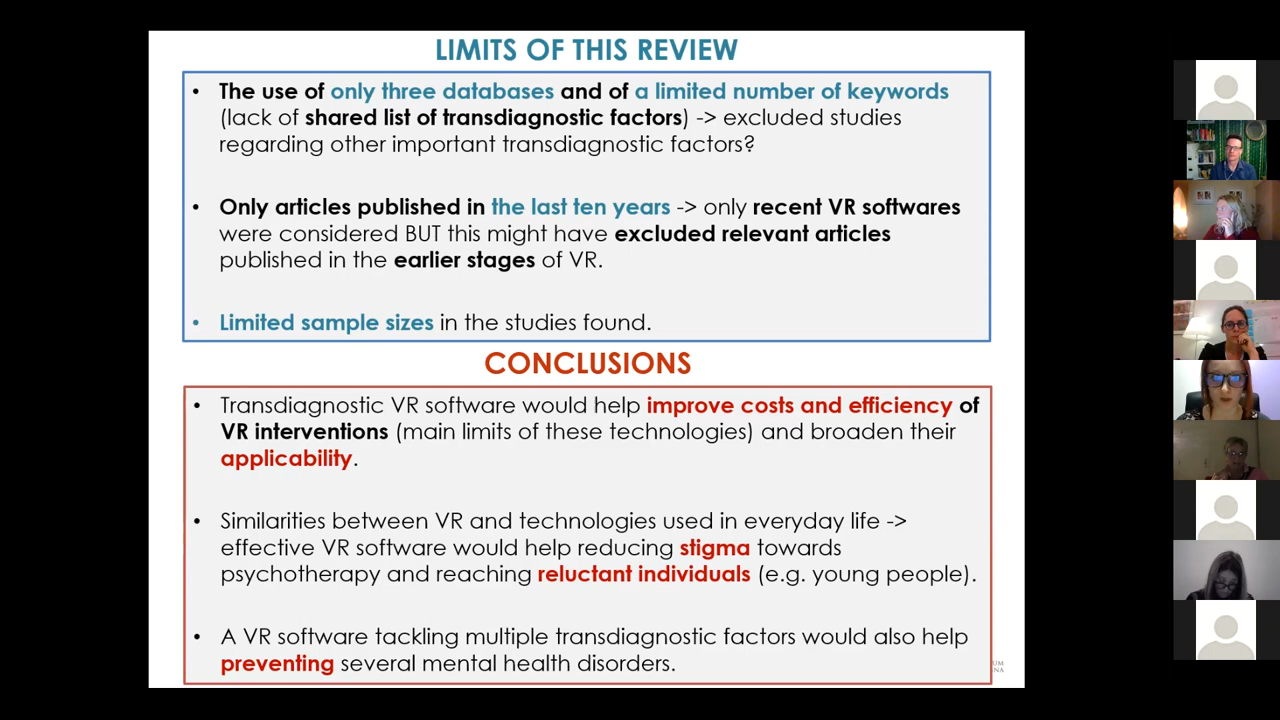 LIMITS OF THIS REVIEW
• The use of only three databases and of a limited number of keywords
(lack of shared list of transdiagnostic factors) -> excluded studies
regarding other important transdiagnostic factors?
• Only articles published in the last ten years -> only recent VR softwares
were considered BUT this might have excluded relevant articles
published in the earlier stages of VR.
• Limited sample sizes in the studies found.
CONCLUSIONS
• Transdiagnostic VR software would help improve costs and efficiency of
VR interventions (main limits of these technologies) and broaden their
applicability.
• Similarities between VR and technologies used in everyday life ->
effective VR software would help reducing stigma towards
psychotherapy and reaching reluctant individuals (e.g. young people).
• A VR software tackling multiple transdiagnostic factors would also help
preventing several mental health disorders.